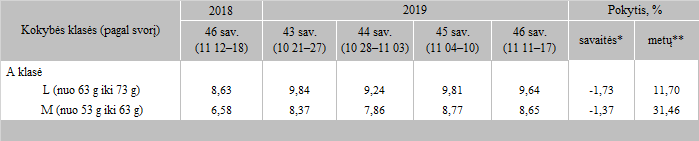 Kokybės klasės (pagal svorį) 2018 2019 Pokytis, %
46 sav. (11 12–18) 43 sav. (10 21–27) 44 sav. (10 28–11 03) 45 sav. (11 04–10) 46 sav. (11 11–17) savaitės* metų**
A klasė
L (nuo 63 g iki 73 g) 8,63 9,84 9,24 9,81 9,64 -1,73 11,70
M (nuo 53 g iki 63 g) 6,58 8,37 7,86 8,77 8,65 -1,37 31,46